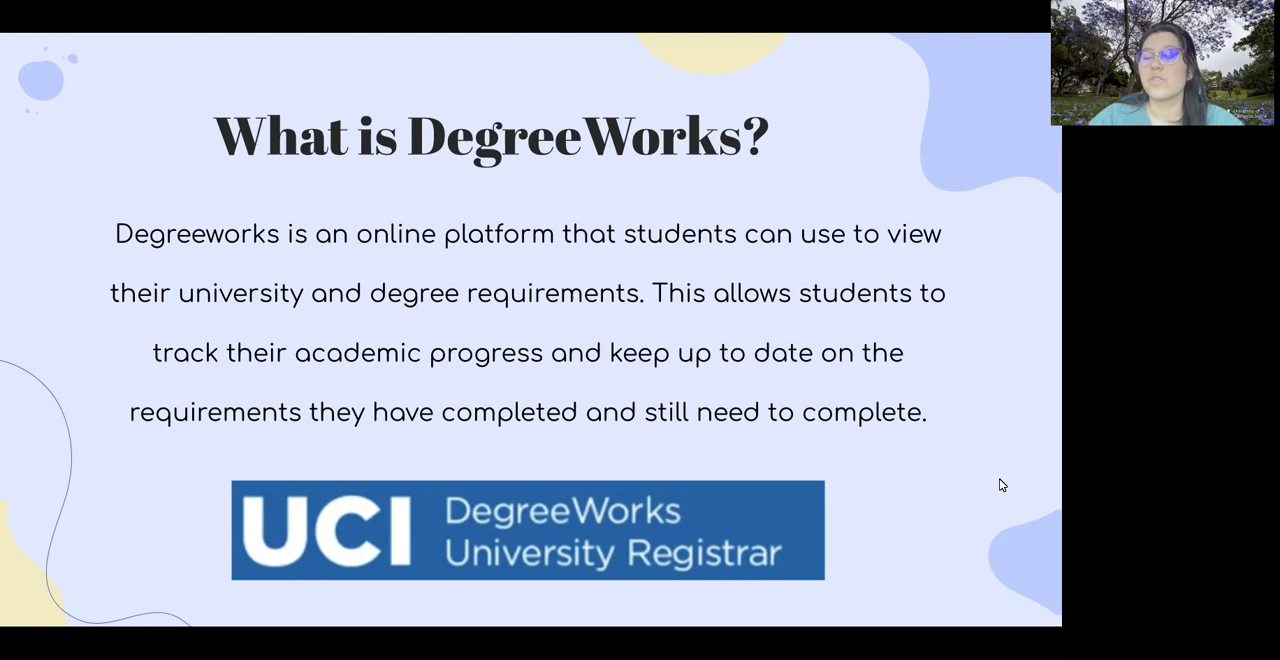 What is DegreeWorks?
Degreeworks is an online platform that students can use to view
their university and degree requirements. This allows students to
track their academic progress and keep up to date on the
requirements they have completed and still need to complete.
UCI
DegreeWorks
University Registrar